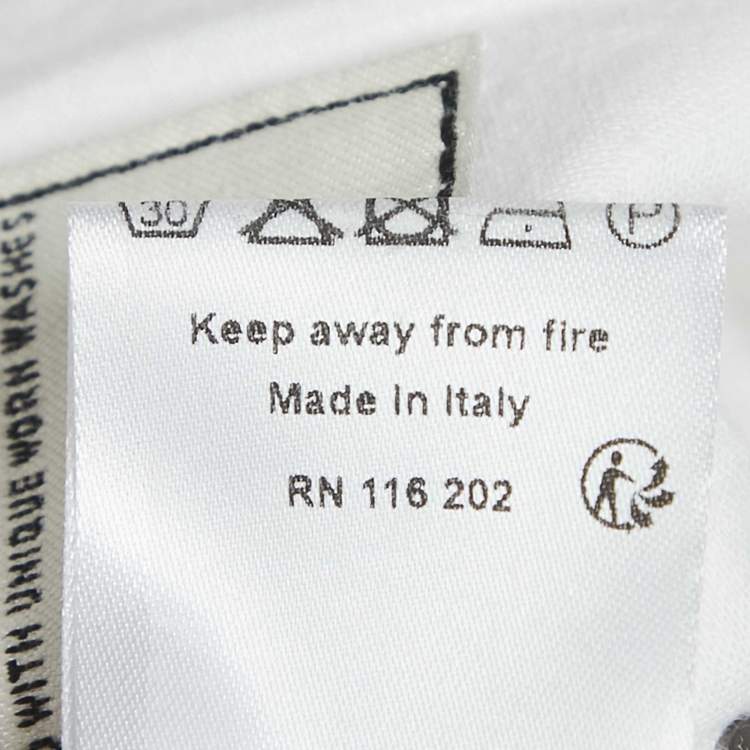 30
P
Keep away from fire
Made In Italy
RN 116 202
WITH UNIQUE WORN WASHES